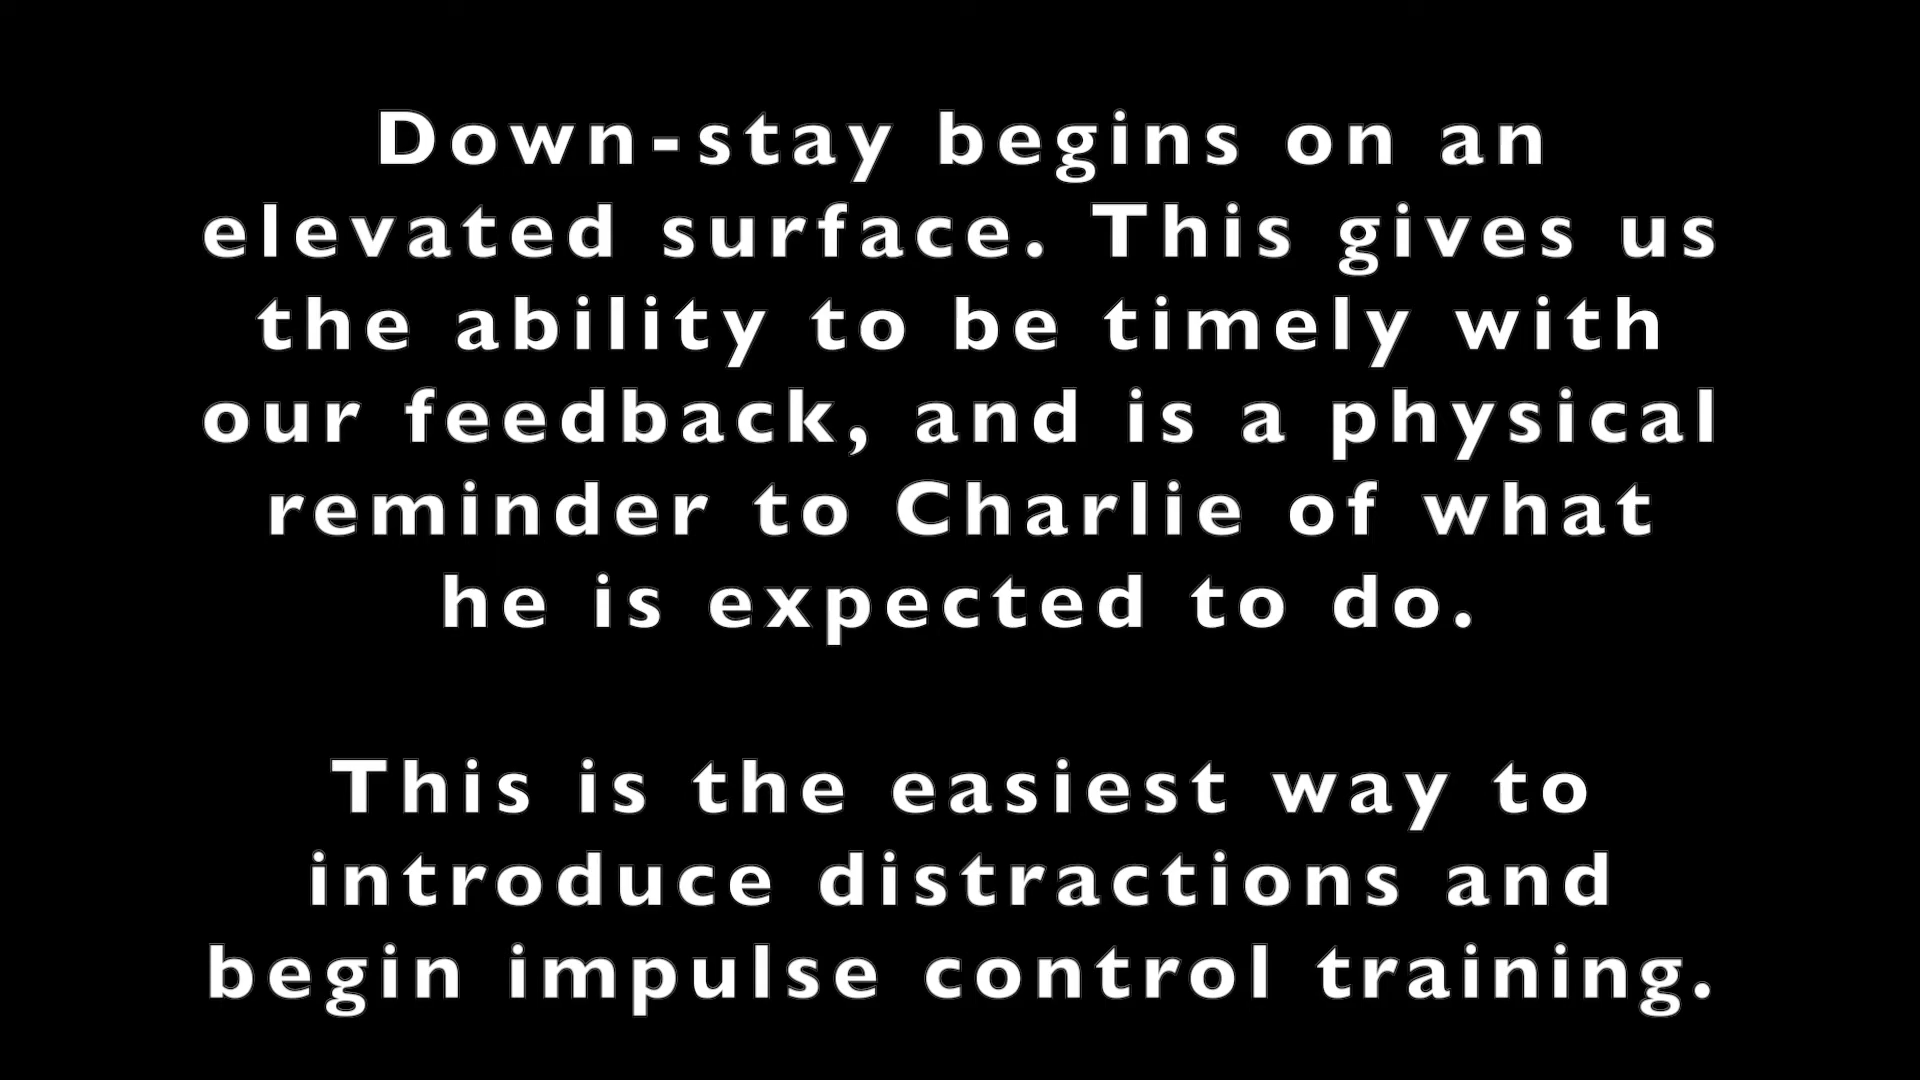 Down-stay begins on an
elevated surface. This gives us
the ability to be timely with
our feedback, and is a physical
reminder to Charlie of what
he is expected to do.
This is the easiest way to
introduce distractions and
begin impulse control training.